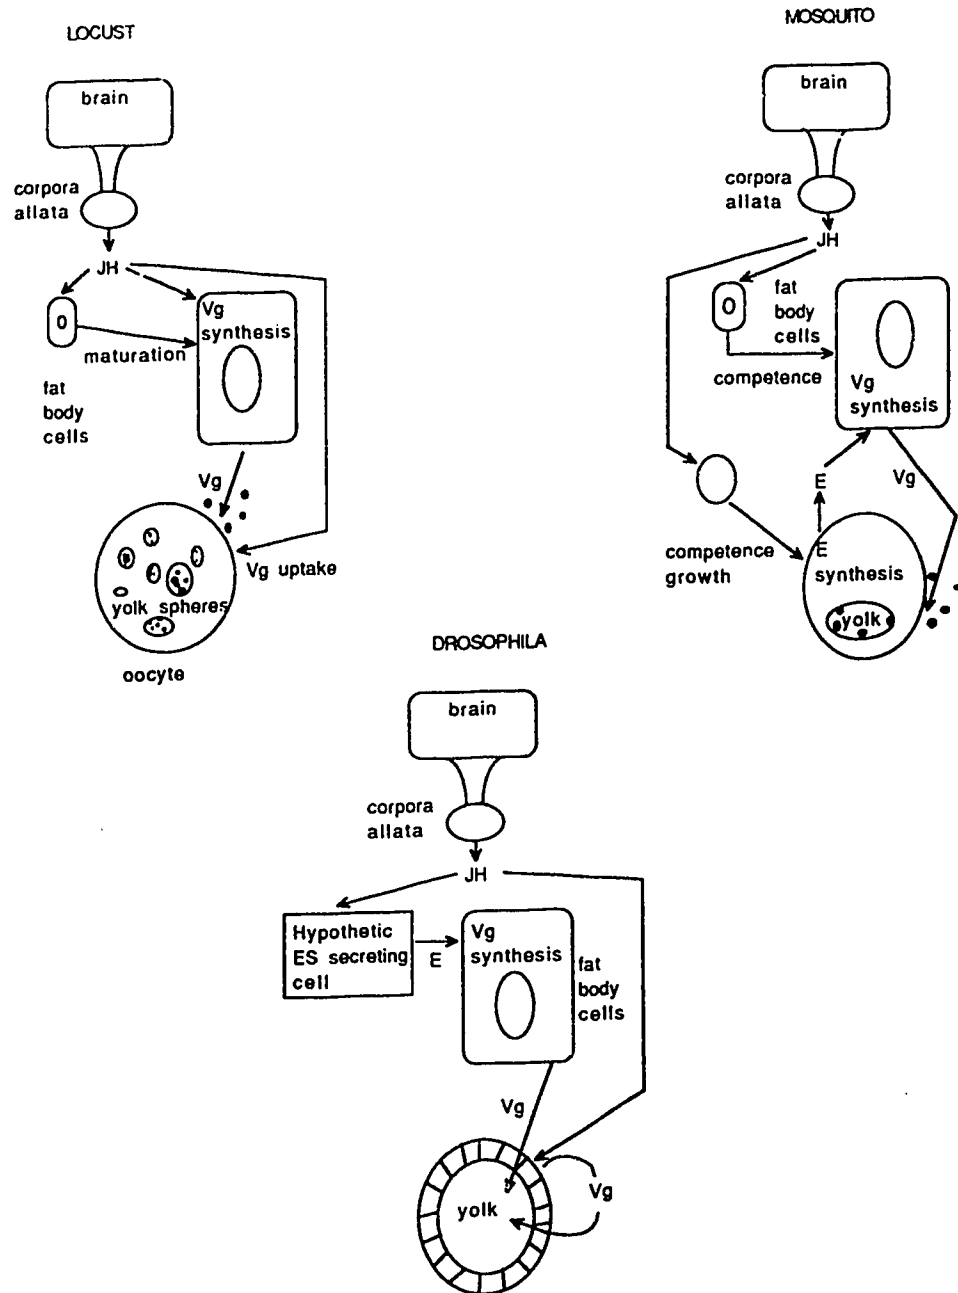 LOCUST
brain
corpora
allata
JH
O
maturation
fat
body
cells
Vg
synthesis
Vg
Vg uptake
yolk spheres
oocyte
MOSQUITO
brain
corpora
allata
JH
O
fat
body
cells
competence
Vg
synthesis
E
Vg
competence
growth
E
synthesis
yolk
DROSOPHILA
brain
corpora
allata
JH
Hypothetic
ES secreting
cell
E
Vg
synthesis
fat
body
cells
Vg
yolk
Vg